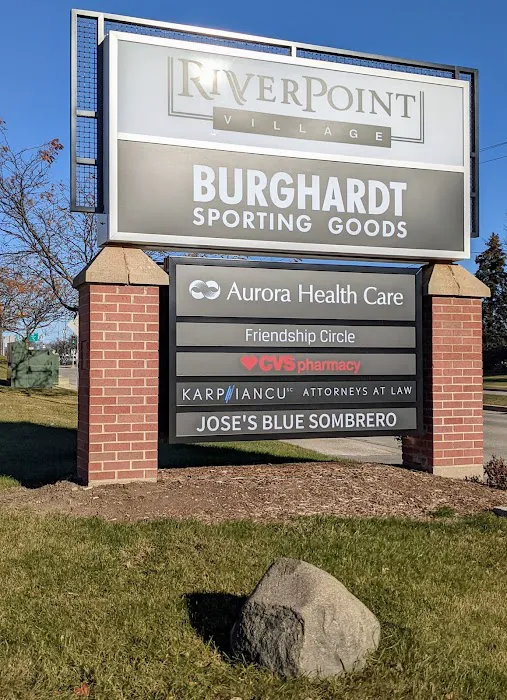 RIVERPOINT
VILLAGE
BURGHARDT
SPORTING GOODS
Aurora Health Care
Friendship Circle
CVS pharmacy
KARP IANCU SC ATTORNEYS AT LAW
JOSE'S BLUE SOMBRERO